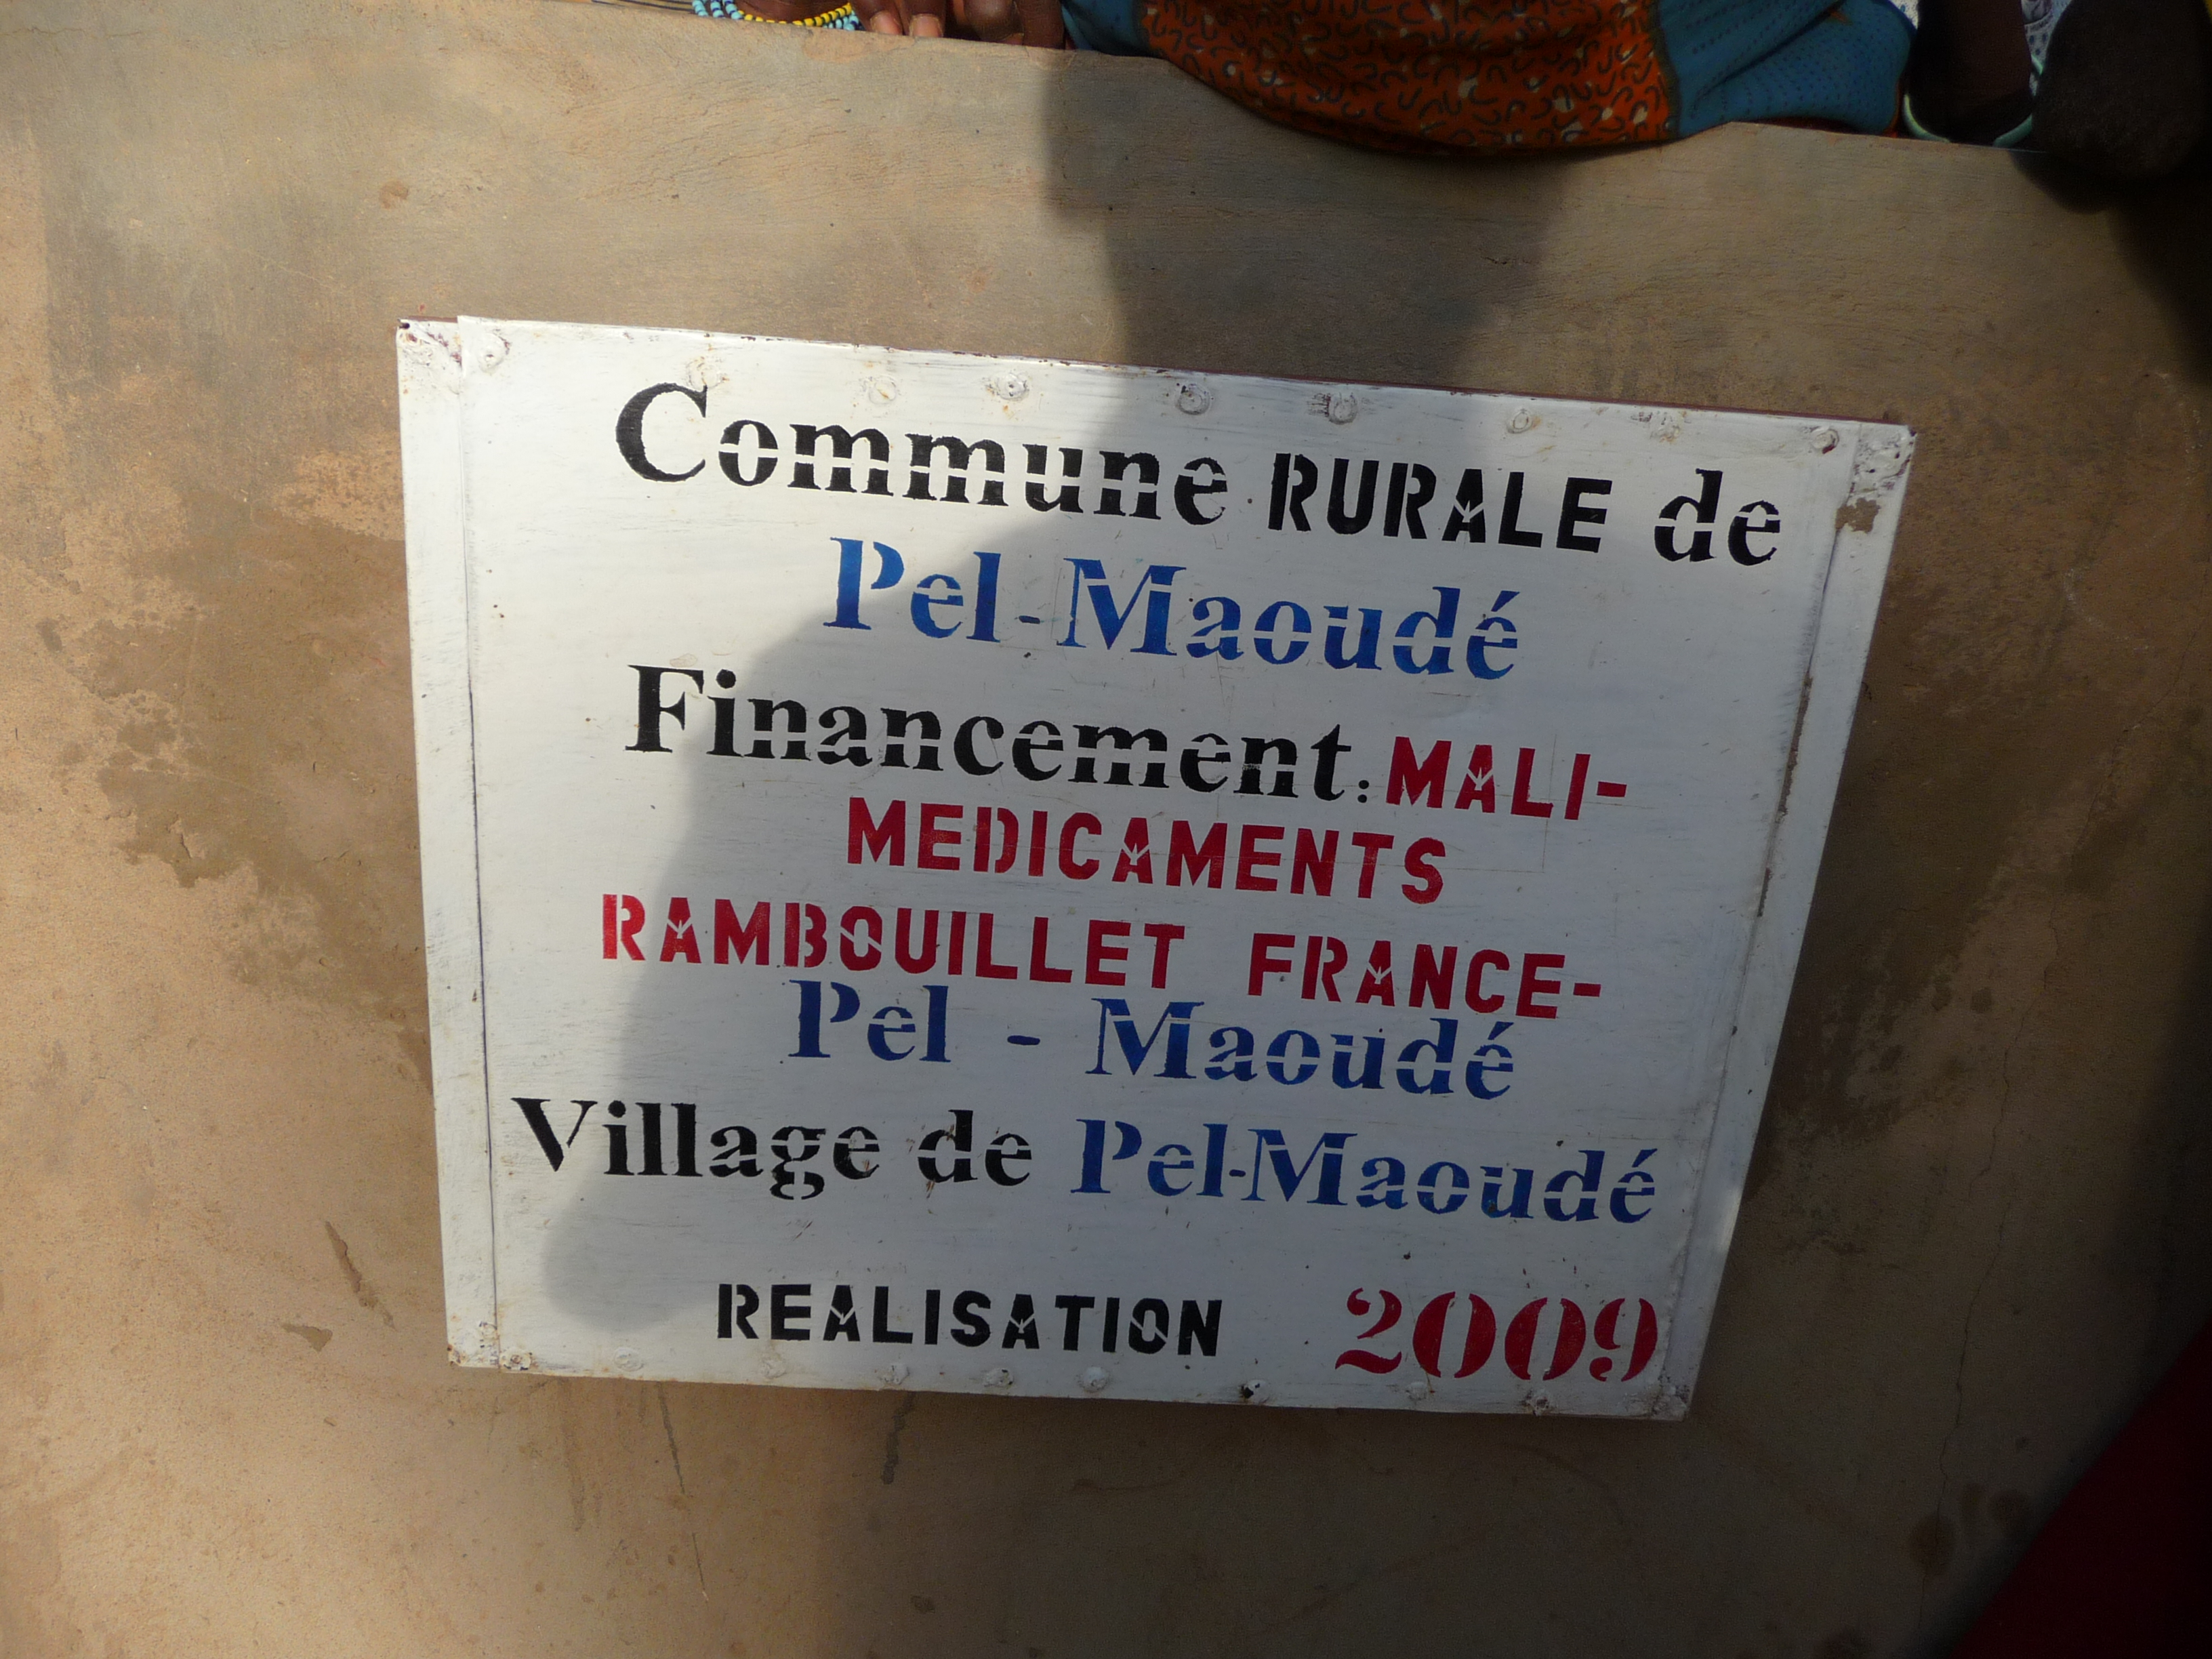 Commune RURALE de
Pel-Maoudé
Financement: MALI-
MEDICAMENTS
RAMBOUILLET FRANCE-
Pel - Maoudé
Village de Pel-Maoudé
REALISATION 2009